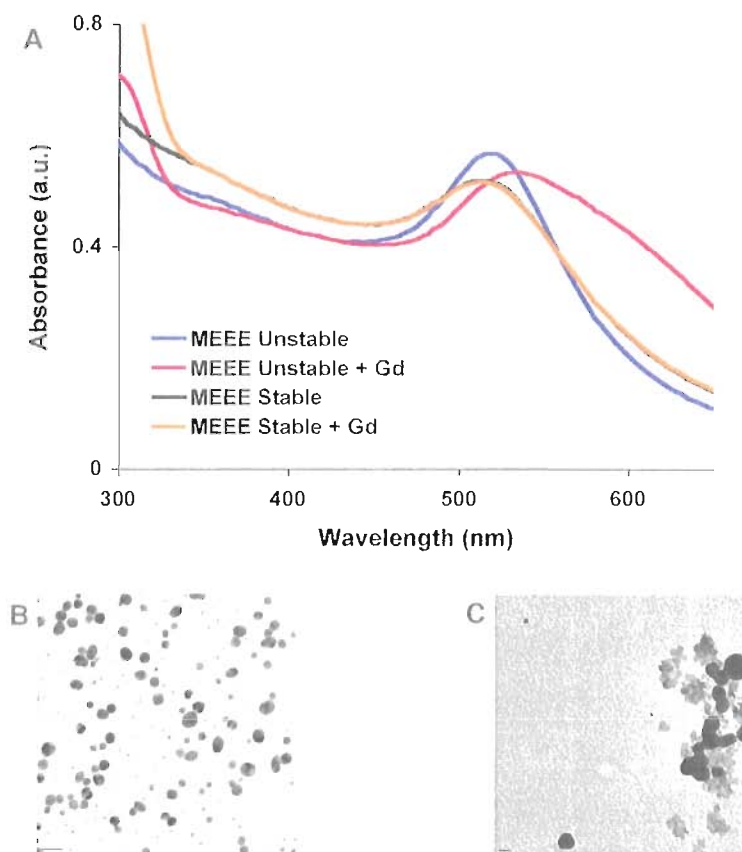 A
0.8
0.4
0
Absorbance (a.u.)
MEEE Unstable
MEEE Unstable + Gd
MEEE Stable
MEEE Stable + Gd
300 400 500 600
Wavelength (nm)
B
C